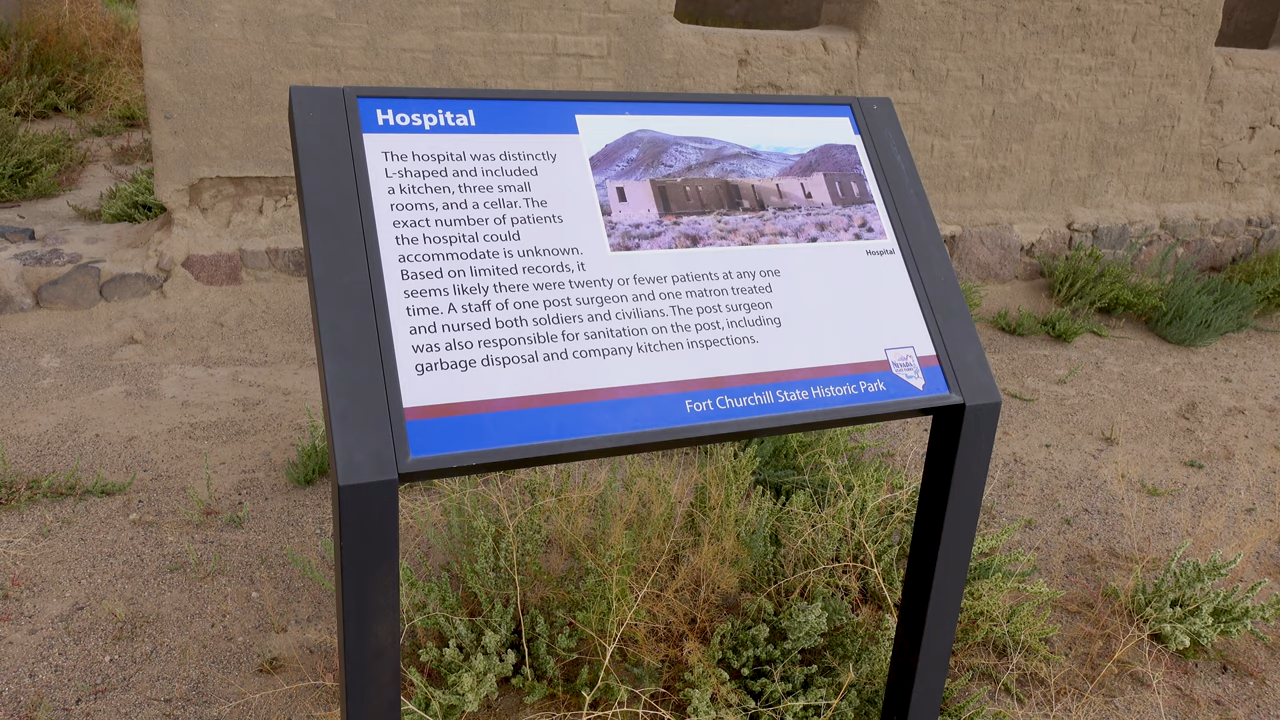 Hospital
The hospital was distinctly
L-shaped and included
a kitchen, three small
rooms, and a cellar. The
exact number of patients
the hospital could
accommodate is unknown.
Based on limited records, it
seems likely there were twenty or fewer patients at any one
time. A staff of one post surgeon and one matron treated
and nursed both soldiers and civilians. The post surgeon
was also responsible for sanitation on the post, including
garbage disposal and company kitchen inspections.
Hospital
NEVADA
STATE PARKS
Fort Churchill State Historic Park